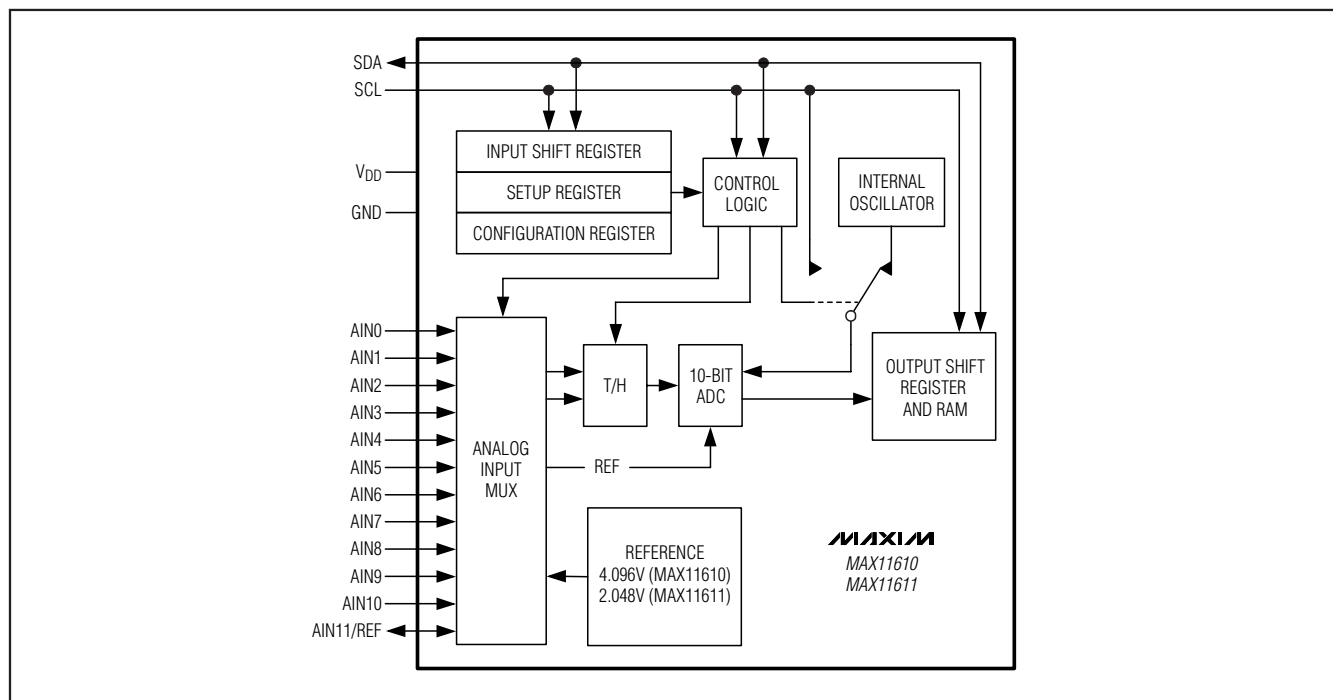 SDA
SCL
VDD
GND
INPUT SHIFT REGISTER
SETUP REGISTER
CONFIGURATION REGISTER
CONTROL
LOGIC
INTERNAL
OSCILLATOR
AIN0
AIN1
AIN2
AIN3
AIN4
AIN5
AIN6
AIN7
AIN8
AIN9
AIN10
AIN11/REF
ANALOG
INPUT
MUX
T/H
10-BIT
ADC
OUTPUT SHIFT
REGISTER
AND RAM
REF
REFERENCE
4.096V (MAX11610)
2.048V (MAX11611)
MAXIM
MAX11610
MAX11611